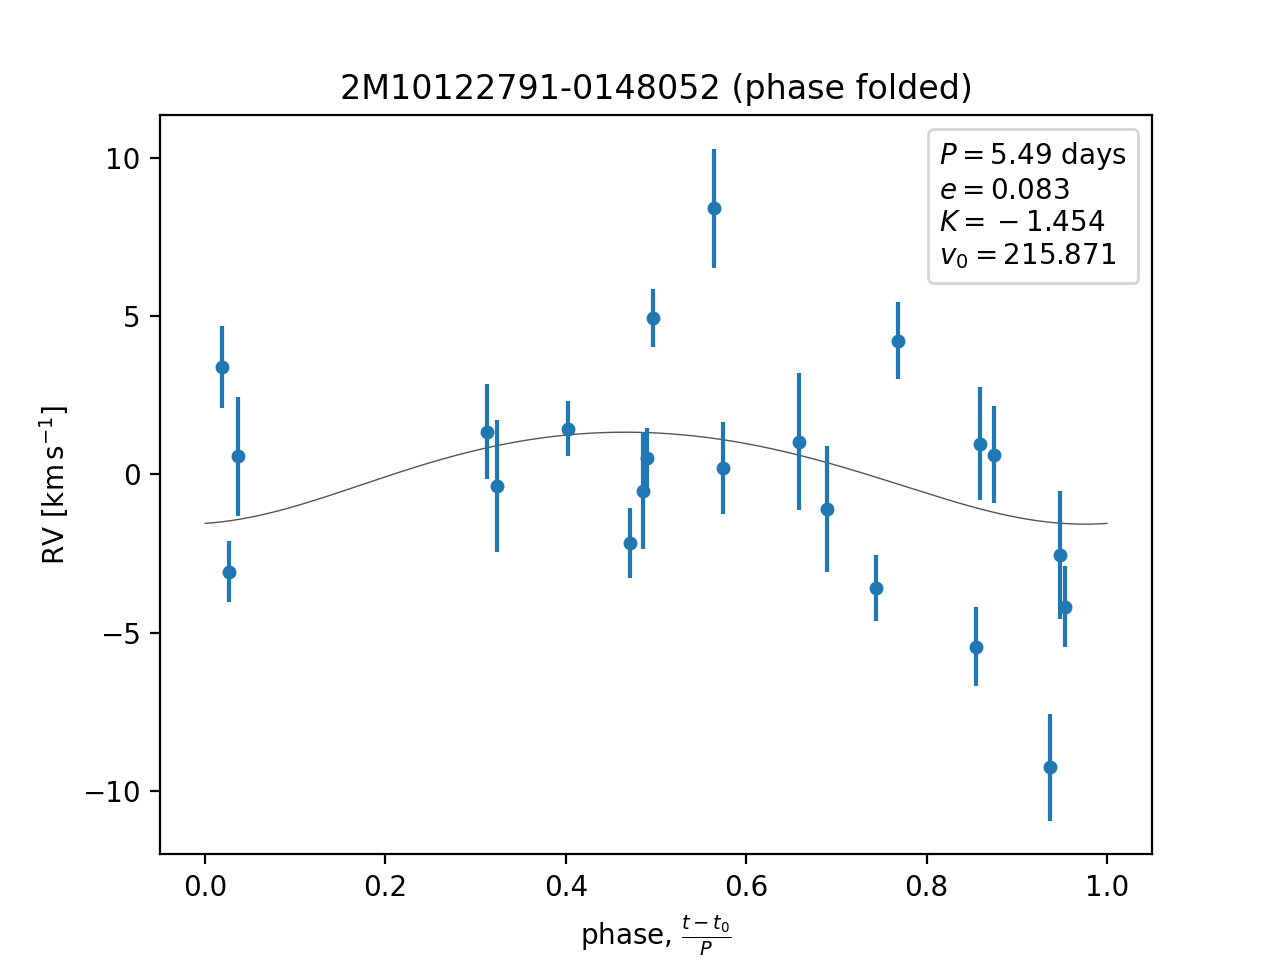 2M10122791-0148052 (phase folded)
P = 5.49 days
e = 0.083
K = −1.454
v₀ = 215.871
10
5
0
−5
−10
RV [km s⁻¹]
0.0 0.2 0.4 0.6 0.8 1.0
phase, (t − t₀)/P